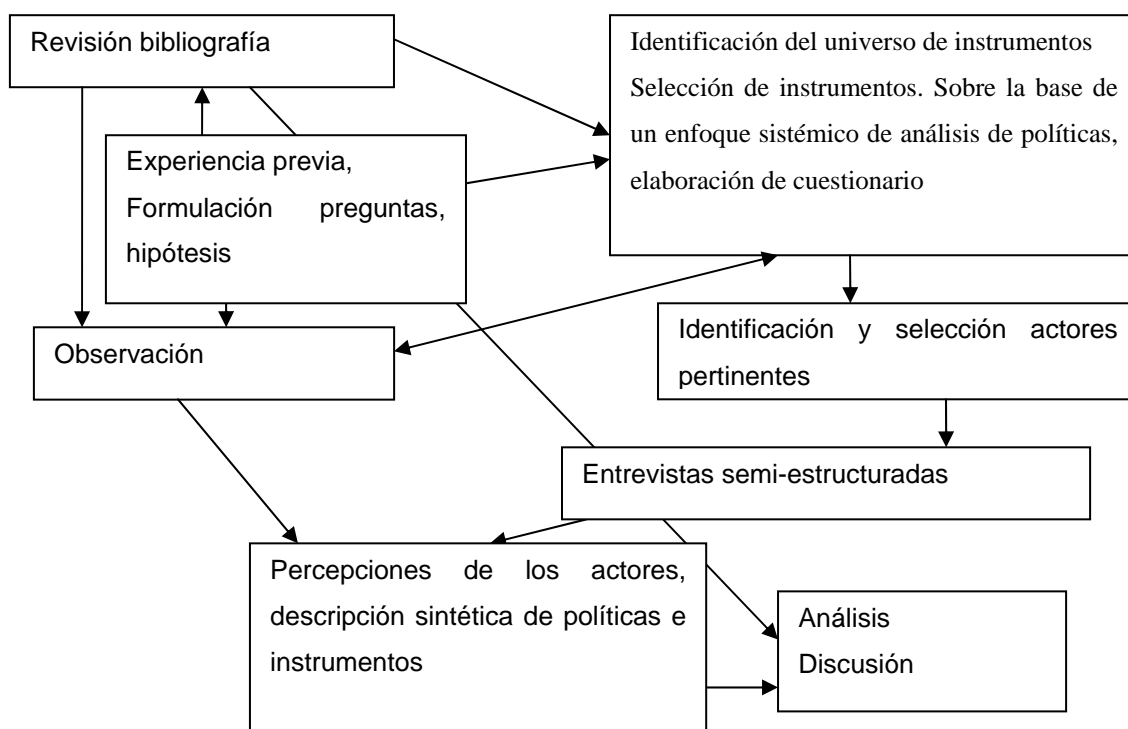 Revisión bibliografía
Identificación del universo de instrumentos
Selección de instrumentos. Sobre la base de
un enfoque sistémico de análisis de políticas,
elaboración de cuestionario
Experiencia previa,
Formulación preguntas,
hipótesis
Observación
Identificación y selección actores
pertinentes
Entrevistas semi-estructuradas
Percepciones de los actores,
descripción sintética de políticas e
instrumentos
Análisis
Discusión